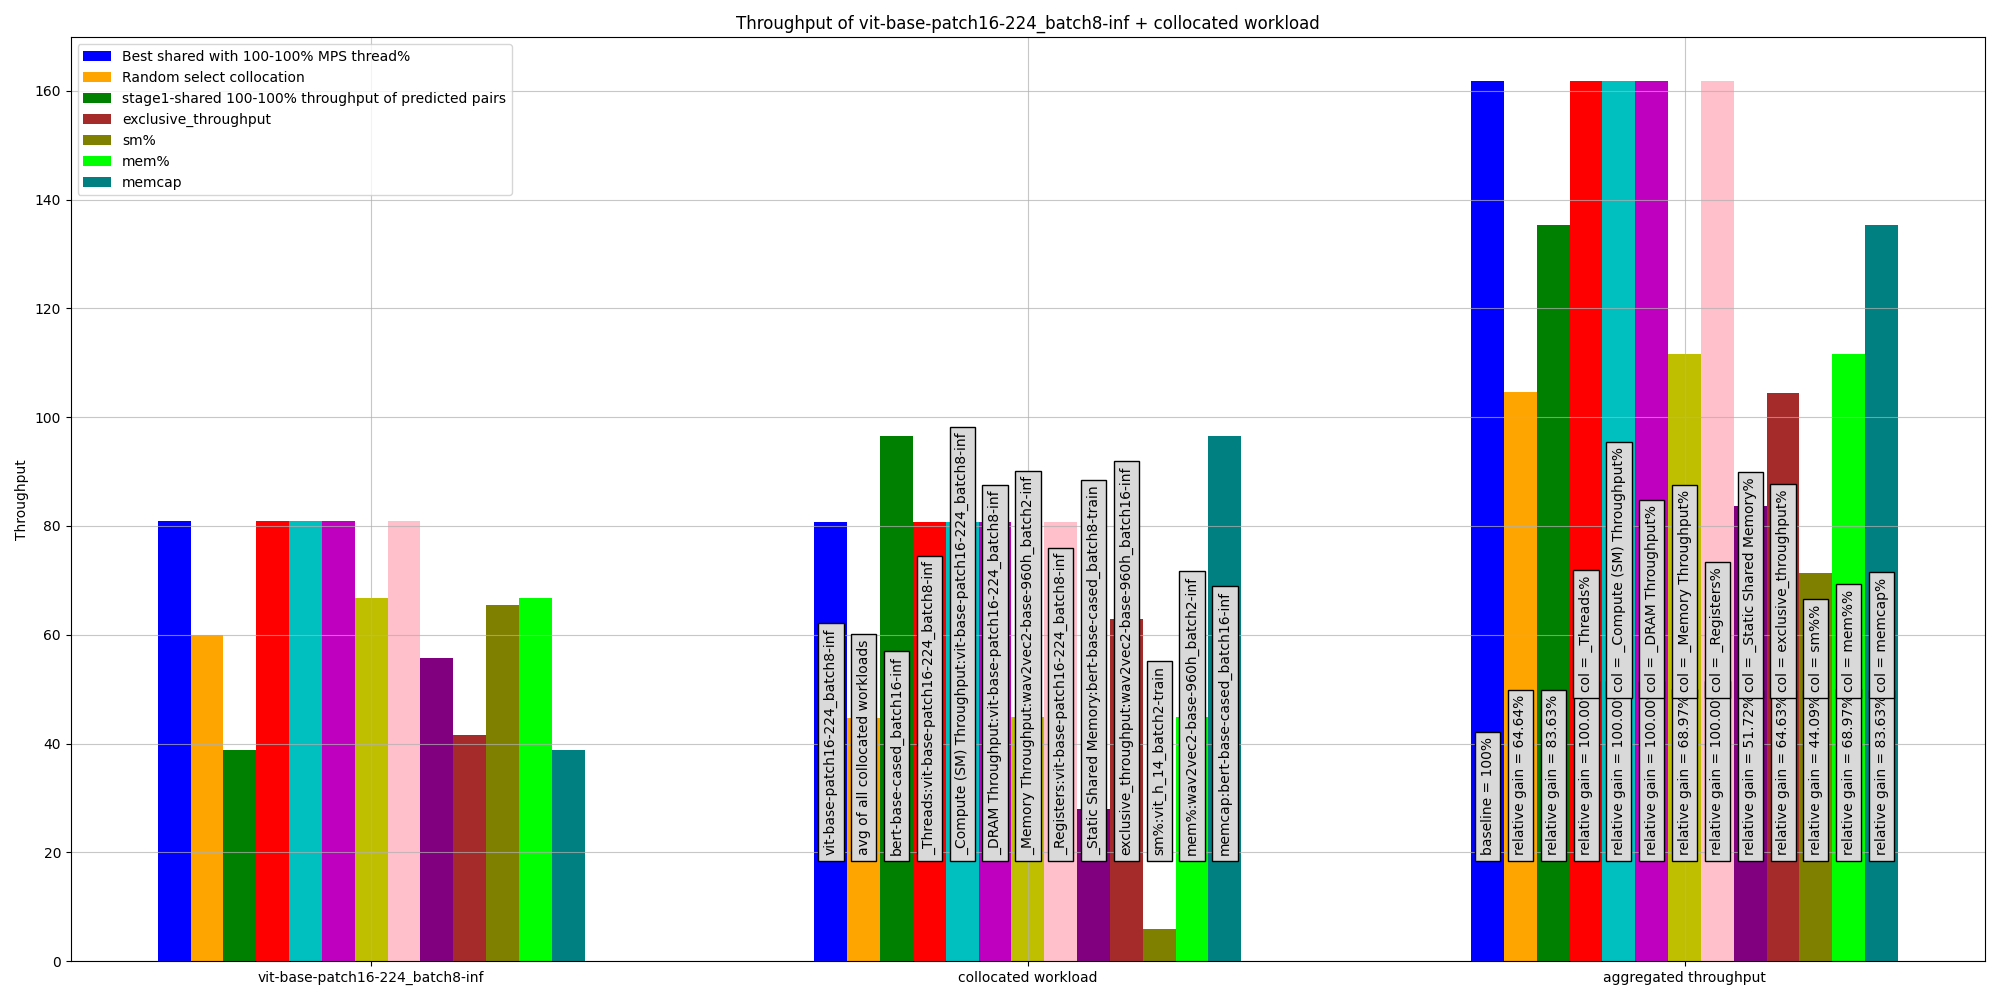 Throughput of vit-base-patch16-224_batch8-inf + collocated workload
Best shared with 100-100% MPS thread%
Random select collocation
stage1-shared 100-100% throughput of predicted pairs
exclusive_throughput
sm%
mem%
memcap
Throughput
160
140
120
100
80
60
40
20
0
vit-base-patch16-224_batch8-inf
avg of all collocated workloads
bert-base-cased_batch16-inf
_Threads:vit-base-patch16-224_batch8-inf
_Compute (SM) Throughput:vit-base-patch16-224_batch8-inf
_DRAM Throughput:vit-base-patch16-224_batch8-inf
_Memory Throughput:wav2vec2-base-960h_batch2-inf
_Registers:vit-base-patch16-224_batch8-inf
_Static Shared Memory:bert-base-cased_batch8-train
exclusive_throughput:wav2vec2-base-960h_batch16-inf
sm%:vit_h_14_batch2-train
mem%:wav2vec2-base-960h_batch2-inf
memcap:bert-base-cased_batch16-inf
baseline = 100%
relative gain = 64.64%
relative gain = 83.63%
relative gain = 100.00
col = _Threads%
relative gain = 100.00
col = _Compute (SM) Throughput%
relative gain = 100.00
col = _DRAM Throughput%
relative gain = 68.97%
col = _Memory Throughput%
relative gain = 100.00
col = _Registers%
relative gain = 51.72%
col = _Static Shared Memory%
relative gain = 64.63%
col = exclusive_throughput%
relative gain = 44.09%
col = sm%%
relative gain = 68.97%
col = mem%%
relative gain = 83.63%
col = memcap%
vit-base-patch16-224_batch8-inf
collocated workload
aggregated throughput